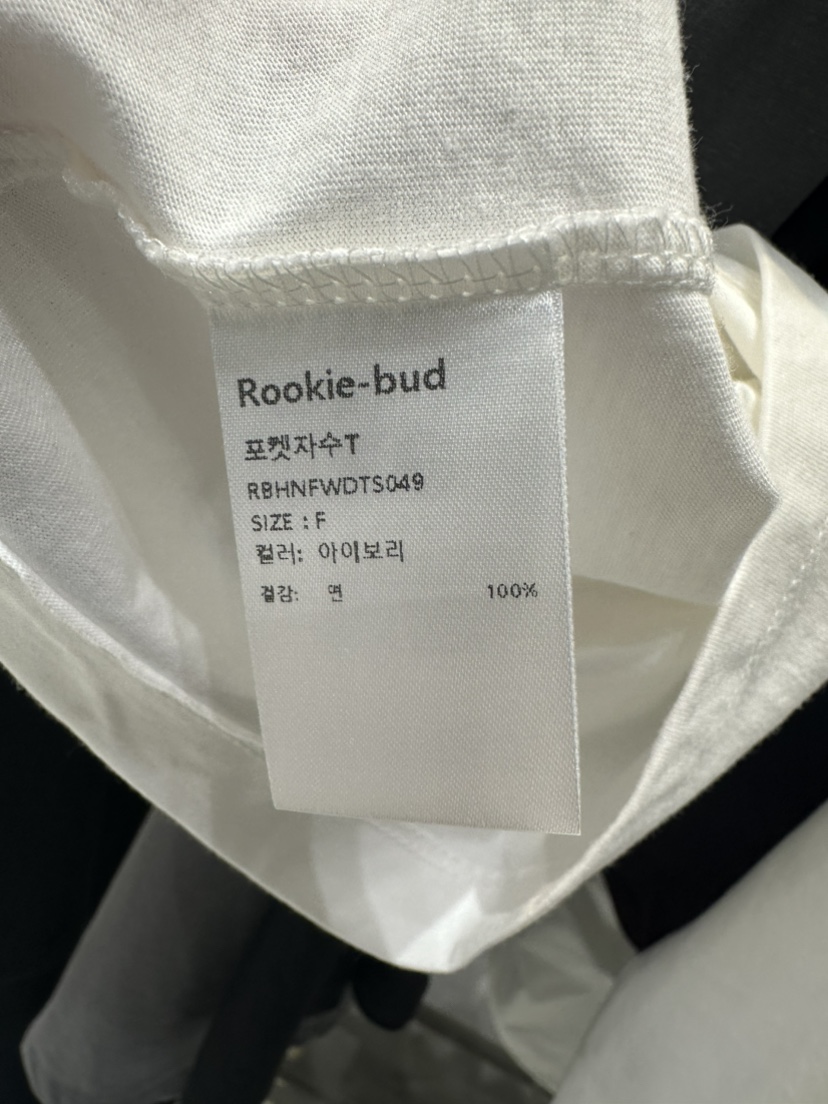 Rookie-bud
포켓자수T
RBHNFWDTS049
SIZE : F
컬러: 아이보리
겉감: 면 100%